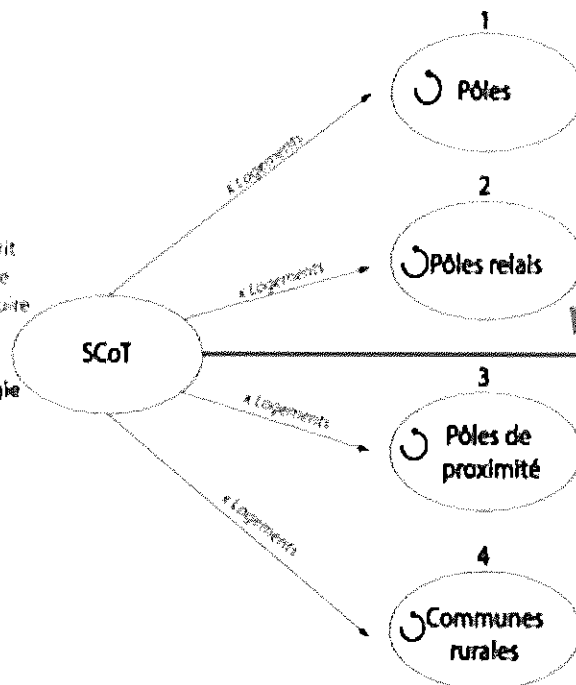 1
Pôles
x Logements
2
Pôles relais
x Logements
SCoT
3
Pôles de
proximité
x Logements
x Logements
4
Communes
rurales